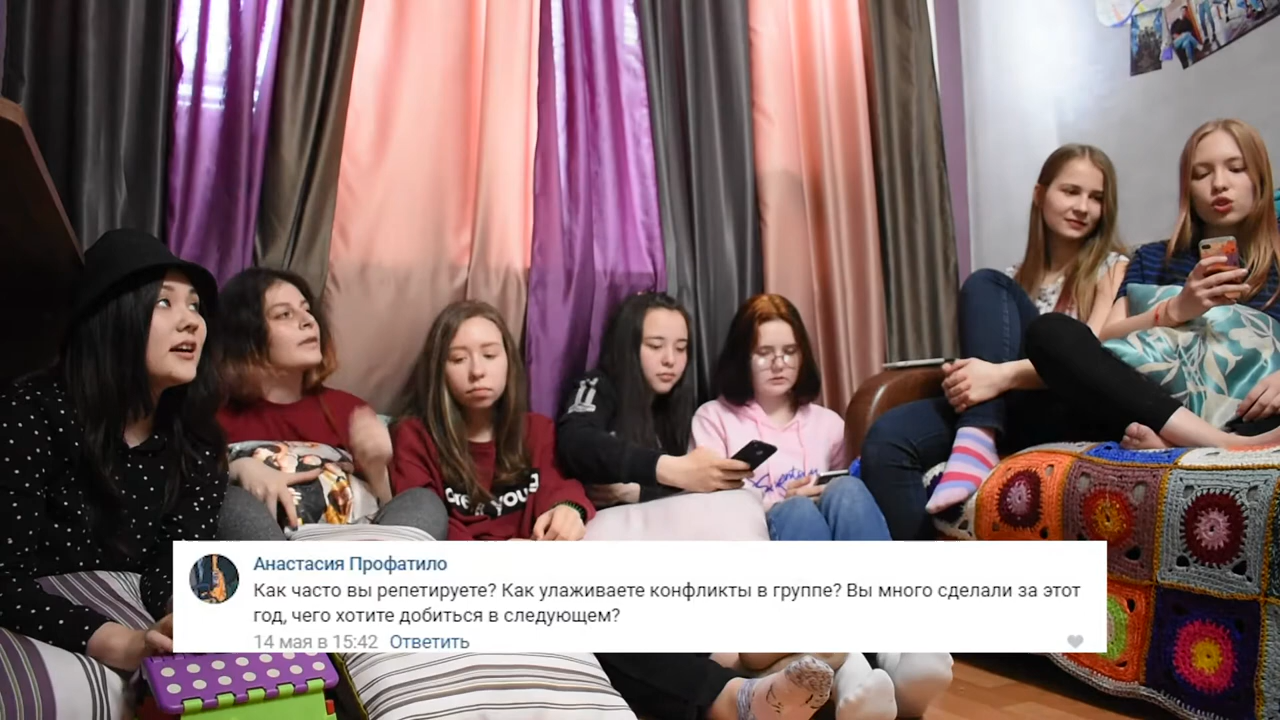 Анастасия Профатило
Как часто вы репетируете? Как улаживаете конфликты в группе? Вы много сделали за этот
год, чего хотите добиться в следующем?
14 мая в 15:42 Ответить